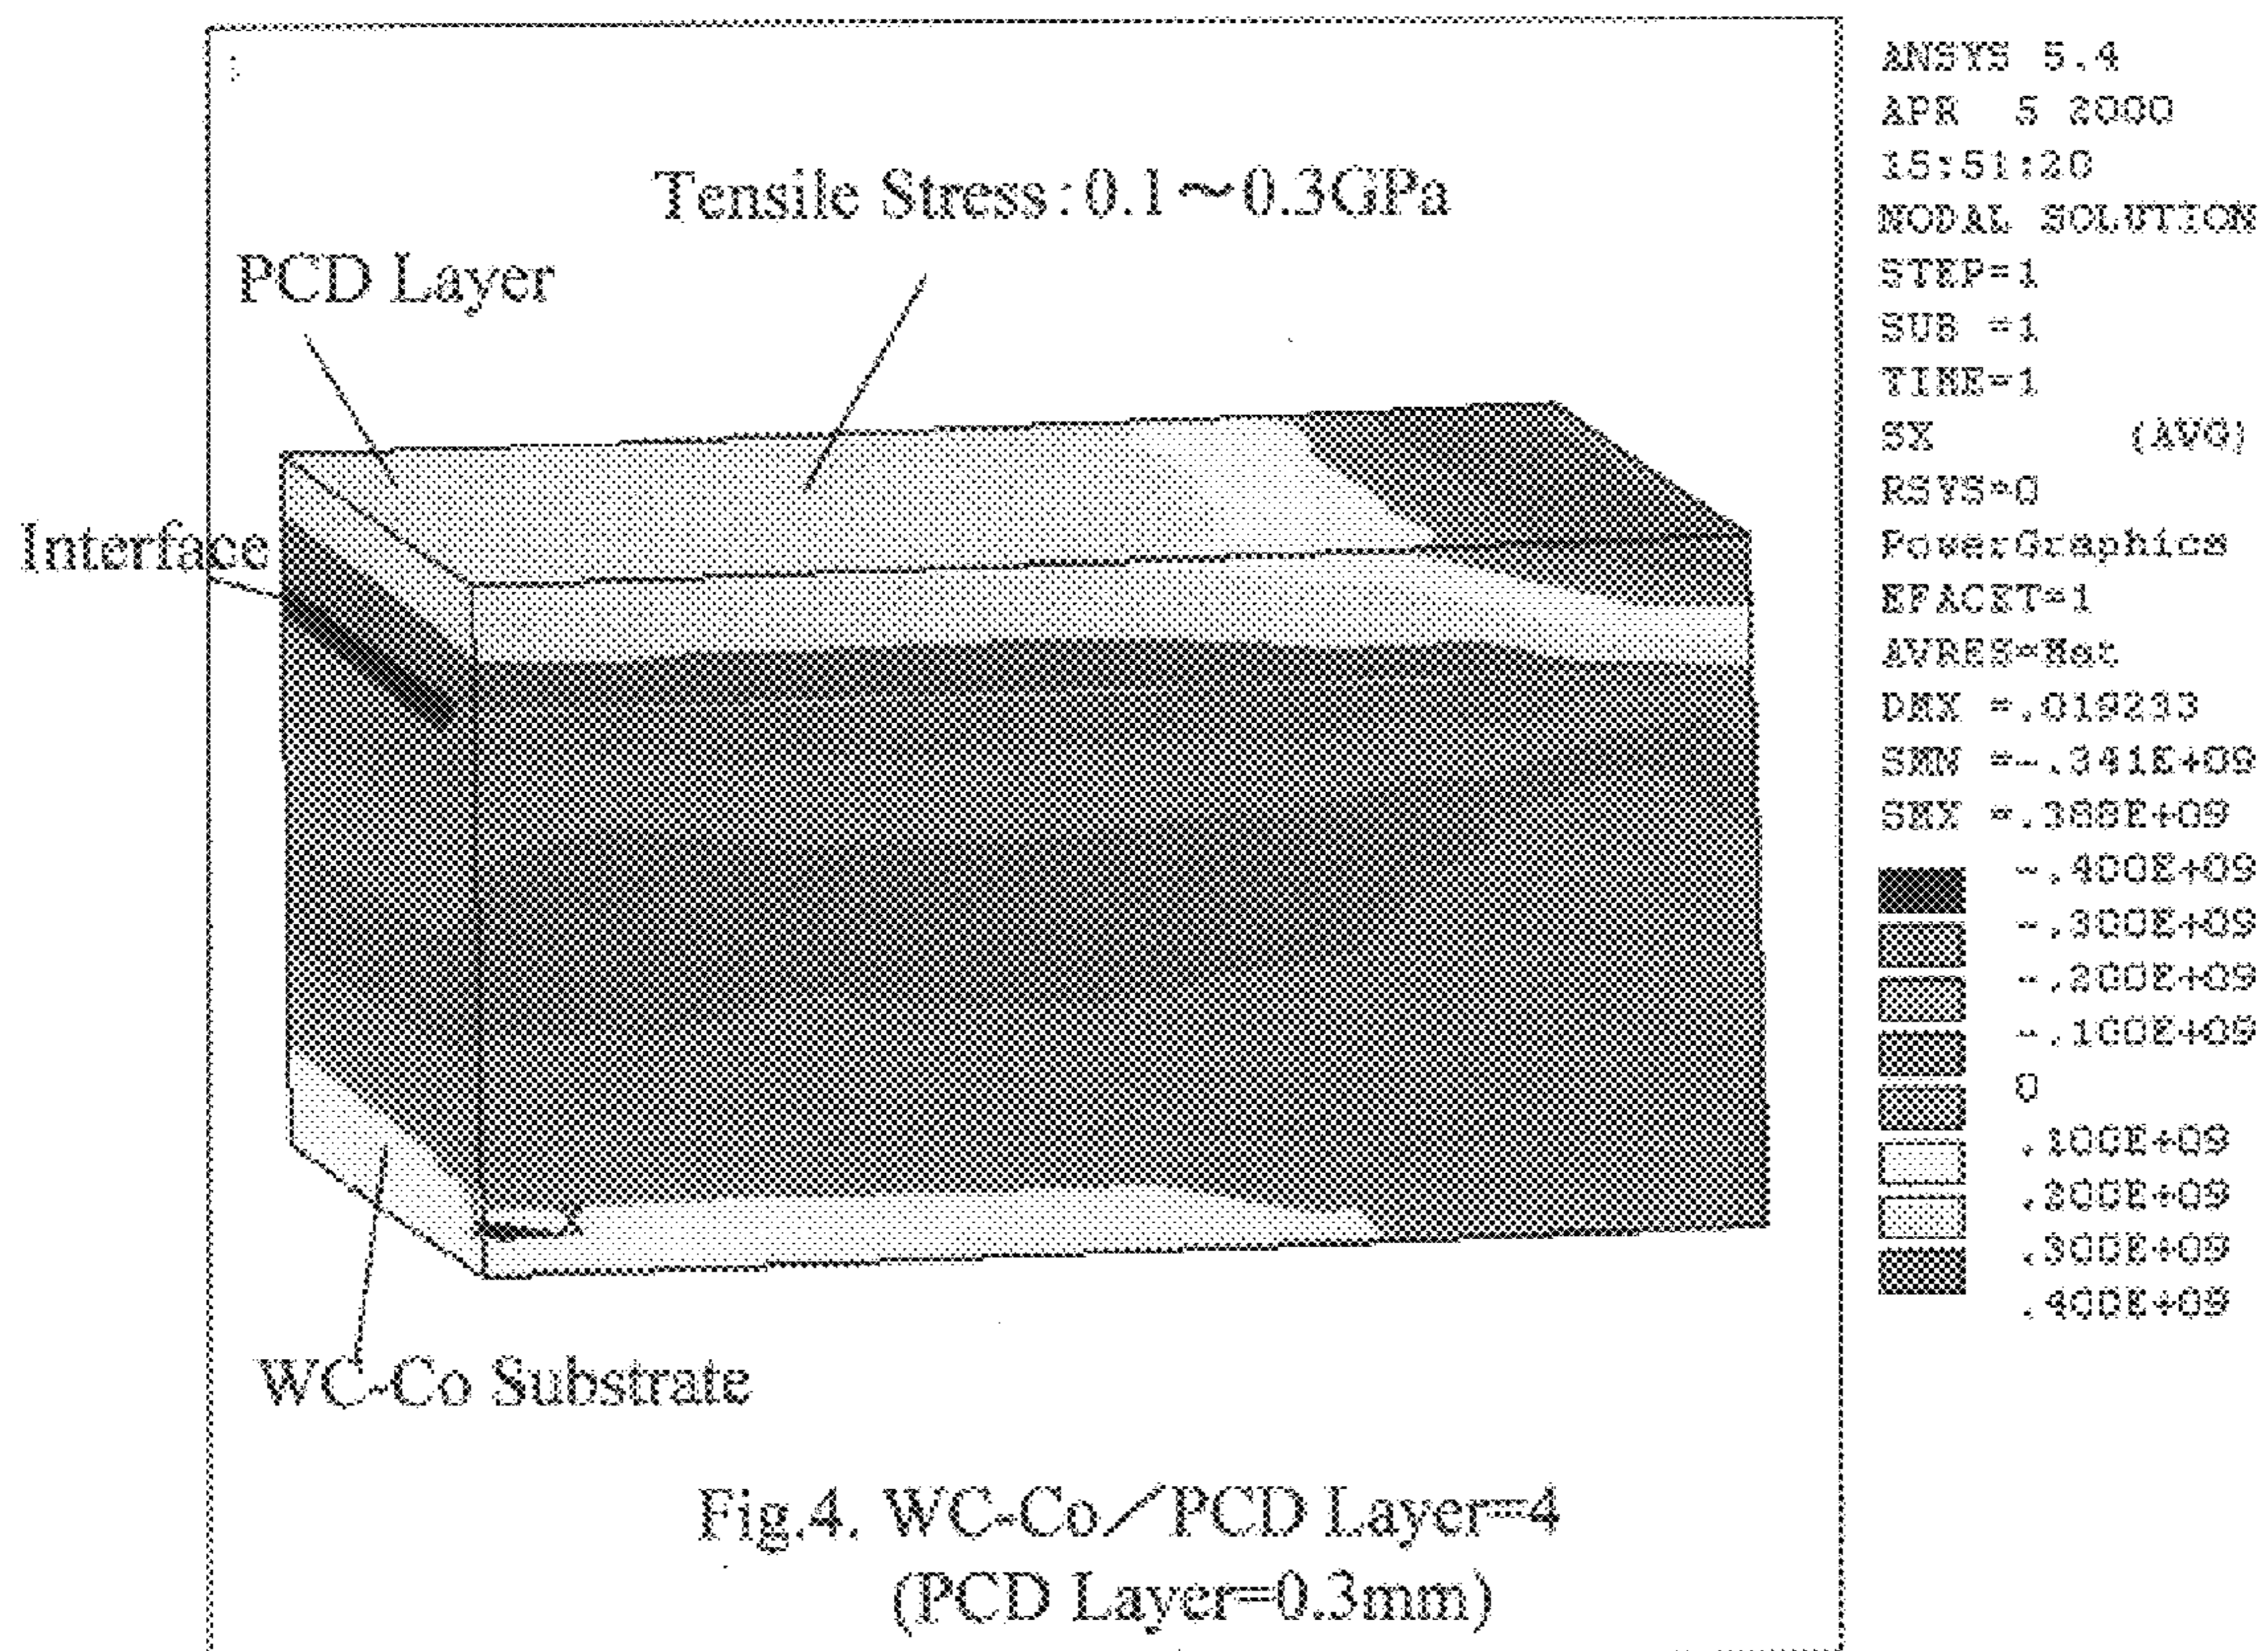 Tensile Stress: 0.1～0.3GPa
PCD Layer
Interface
WC-Co Substrate
Fig.4. WC-Co／PCD Layer=4
(PCD Layer=0.3mm)
ANSYS 5.4
APR 5 2000
15:51:20
NODAL SOLUTION
STEP=1
SUB =1
TIME=1
SX (AVG)
RSYS=0
PowerGraphics
EFACET=1
AVRES=Mat
DMX =.019233
SMN =-.341E+09
SMX =.388E+09
-.400E+09
-.300E+09
-.200E+09
-.100E+09
0
.100E+09
.200E+09
.300E+09
.400E+09